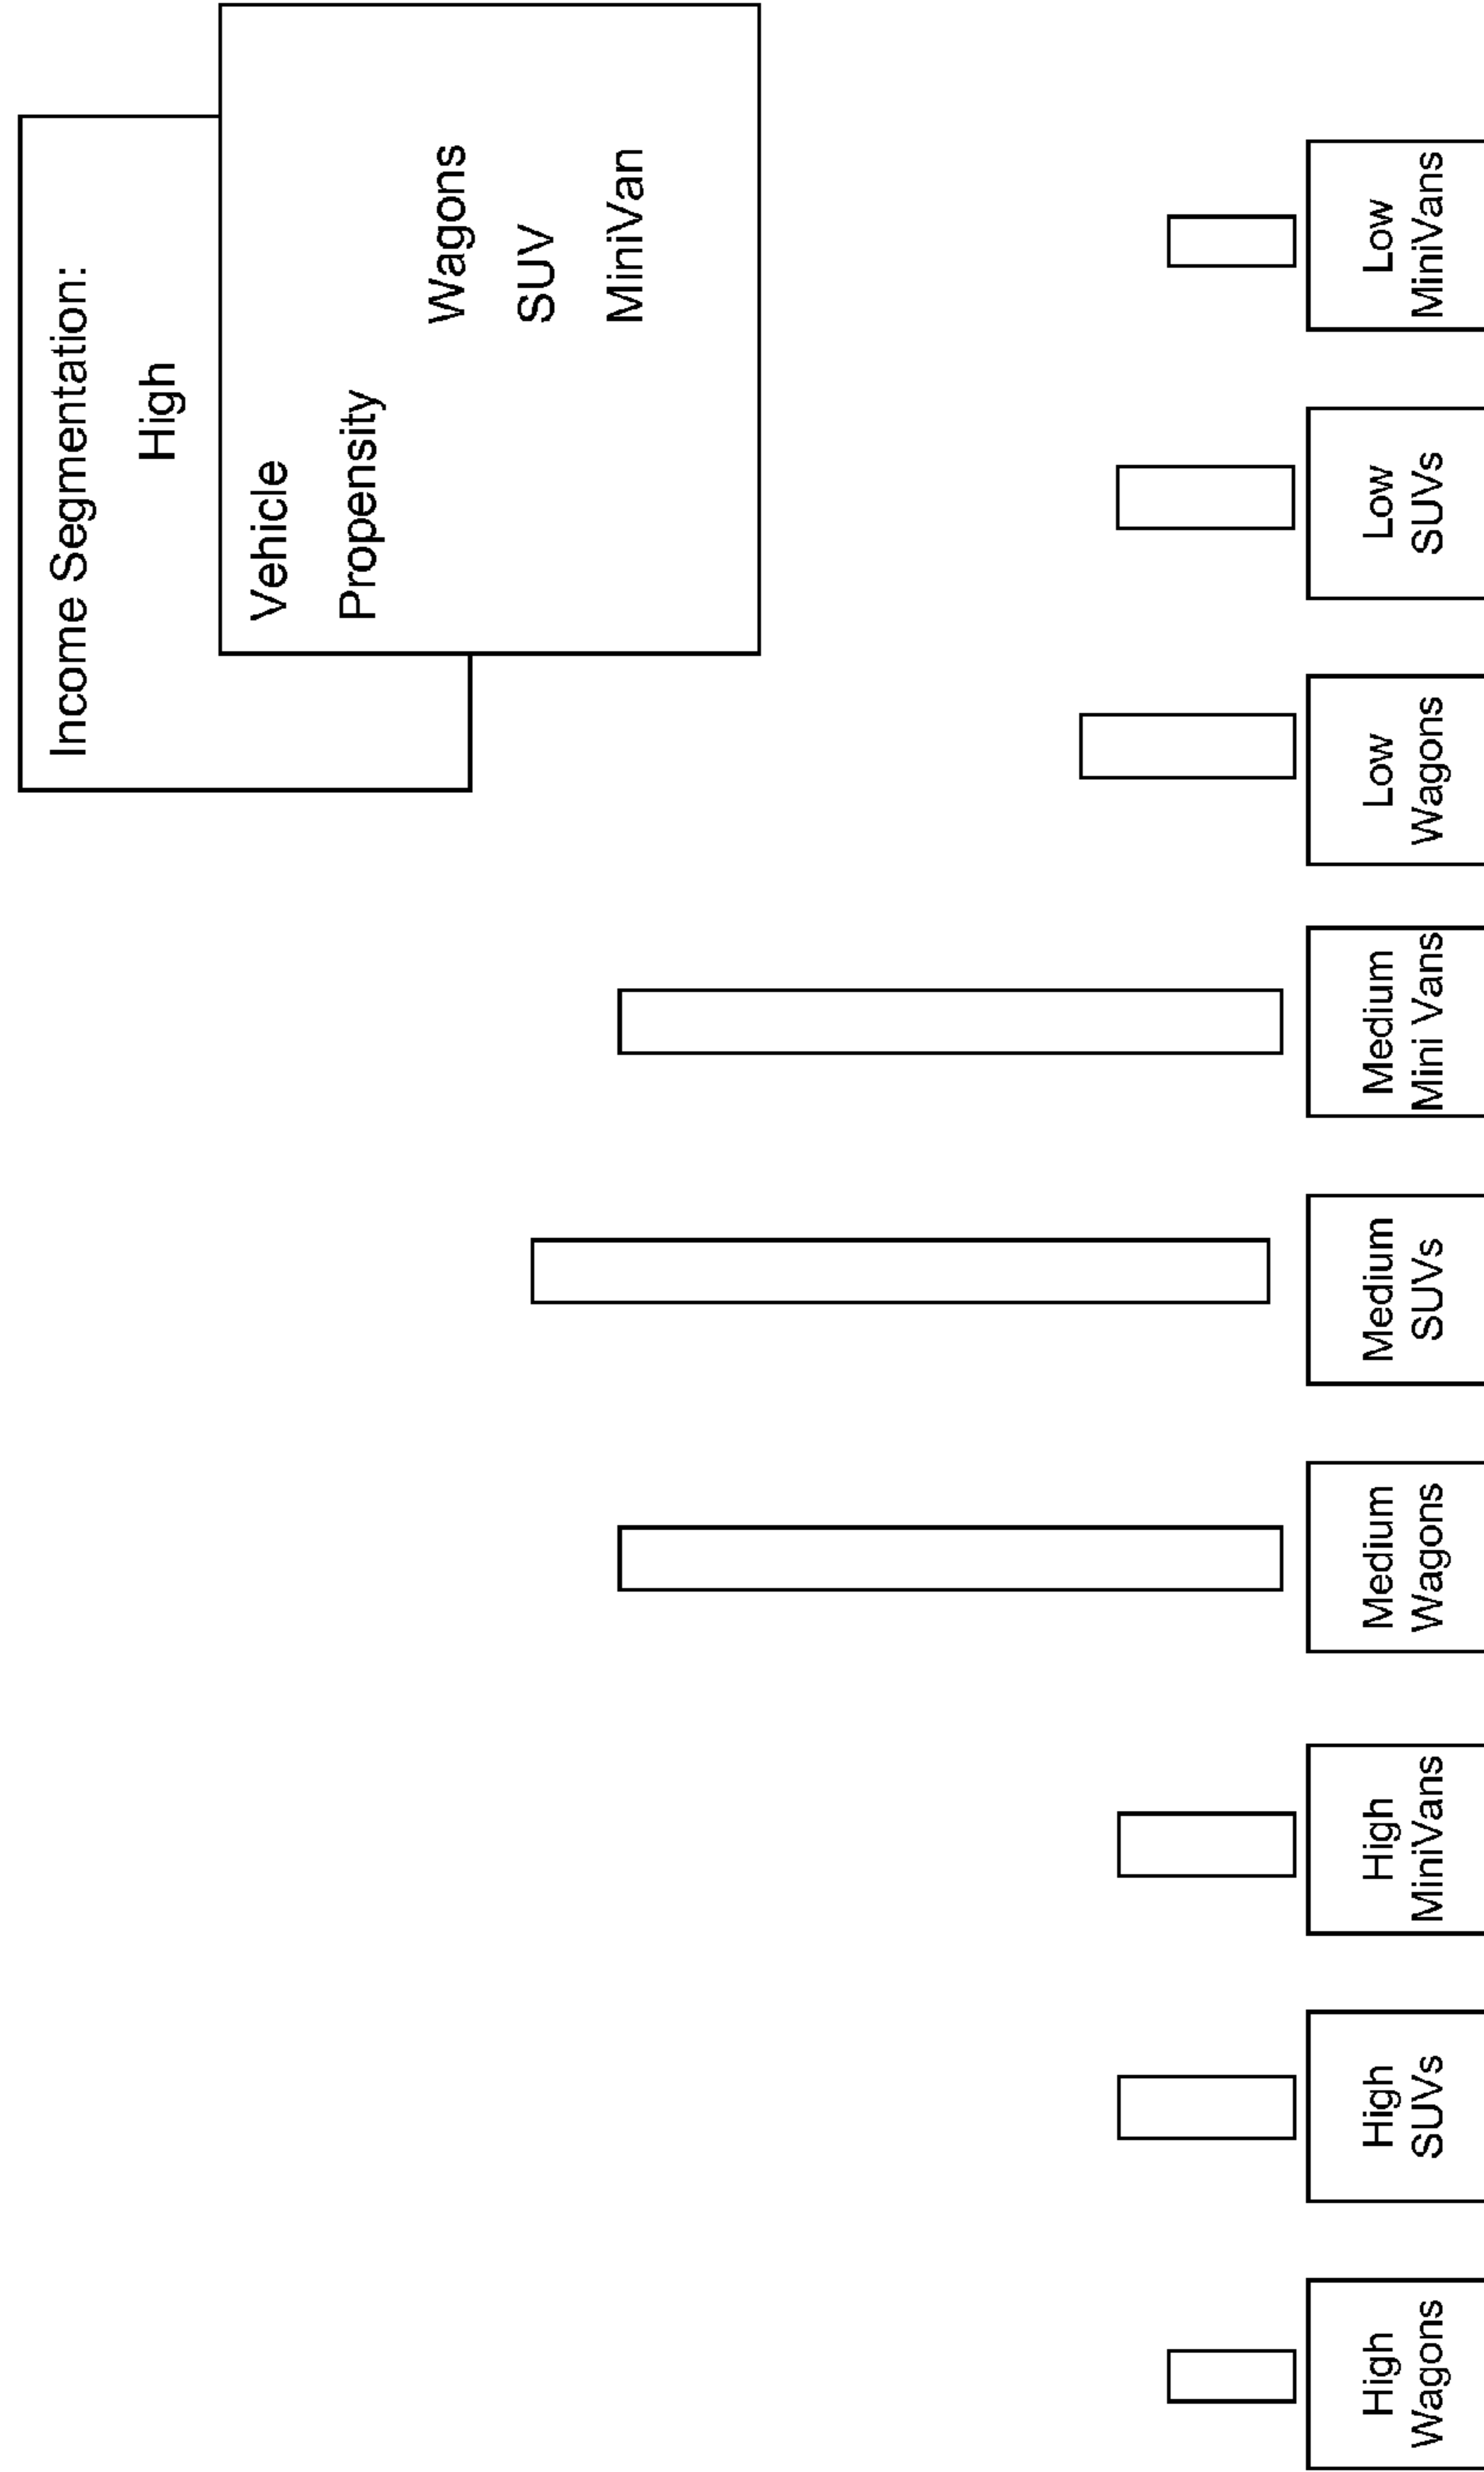 Income Segmentation:
High
Vehicle
Propensity
Wagons
SUV
MiniVan
High
Wagons
High
SUVs
High
MiniVans
Medium
Wagons
Medium
SUVs
Medium
Mini Vans
Low
Wagons
Low
SUVs
Low
MiniVans